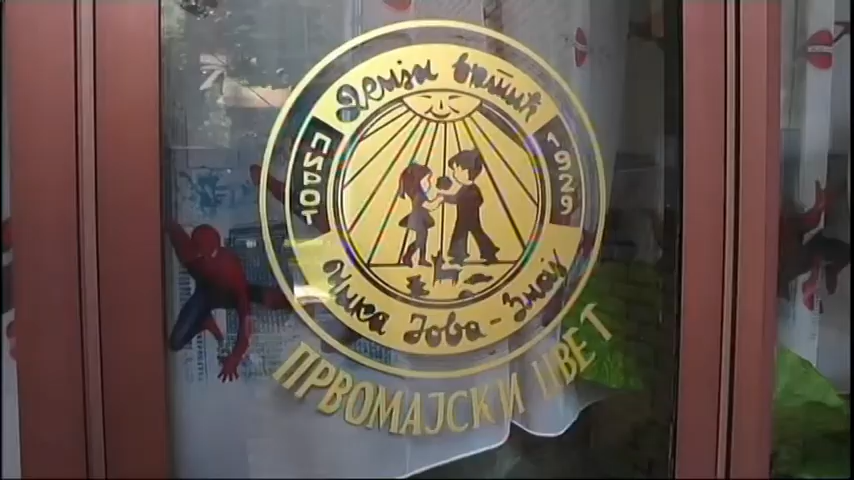 Дечји вртић
ПИРОТ
1929
Чика Јова - Змај
ПРВОМАЈСКИ ЦВЕТ